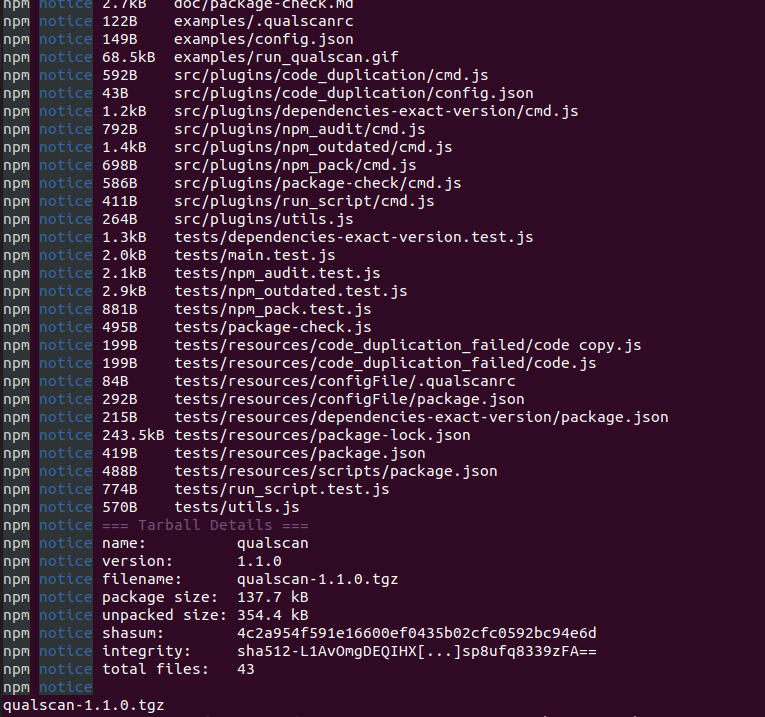 npm notice 2.7kB doc/package-check.md
npm notice 122B examples/.qualscanrc
npm notice 149B examples/config.json
npm notice 68.5kB examples/run_qualscan.gif
npm notice 592B src/plugins/code_duplication/cmd.js
npm notice 43B src/plugins/code_duplication/config.json
npm notice 1.2kB src/plugins/dependencies-exact-version/cmd.js
npm notice 792B src/plugins/npm_audit/cmd.js
npm notice 1.4kB src/plugins/npm_outdated/cmd.js
npm notice 698B src/plugins/npm_pack/cmd.js
npm notice 586B src/plugins/package-check/cmd.js
npm notice 411B src/plugins/run_script/cmd.js
npm notice 264B src/plugins/utils.js
npm notice 1.3kB tests/dependencies-exact-version.test.js
npm notice 2.0kB tests/main.test.js
npm notice 2.1kB tests/npm_audit.test.js
npm notice 2.9kB tests/npm_outdated.test.js
npm notice 881B tests/npm_pack.test.js
npm notice 495B tests/package-check.js
npm notice 199B tests/resources/code_duplication_failed/code copy.js
npm notice 199B tests/resources/code_duplication_failed/code.js
npm notice 84B tests/resources/configFile/.qualscanrc
npm notice 292B tests/resources/configFile/package.json
npm notice 215B tests/resources/dependencies-exact-version/package.json
npm notice 243.5kB tests/resources/package-lock.json
npm notice 419B tests/resources/package.json
npm notice 488B tests/resources/scripts/package.json
npm notice 774B tests/run_script.test.js
npm notice 570B tests/utils.js
npm notice === Tarball Details ===
npm notice name: qualscan
npm notice version: 1.1.0
npm notice filename: qualscan-1.1.0.tgz
npm notice package size: 137.7 kB
npm notice unpacked size: 354.4 kB
npm notice shasum: 4c2a954f591e16600ef0435b02cfc0592bc94e6d
npm notice integrity: sha512-L1AvOmgDEQIHX[...]sp8ufq8339zFA==
npm notice total files: 43
npm notice
qualscan-1.1.0.tgz